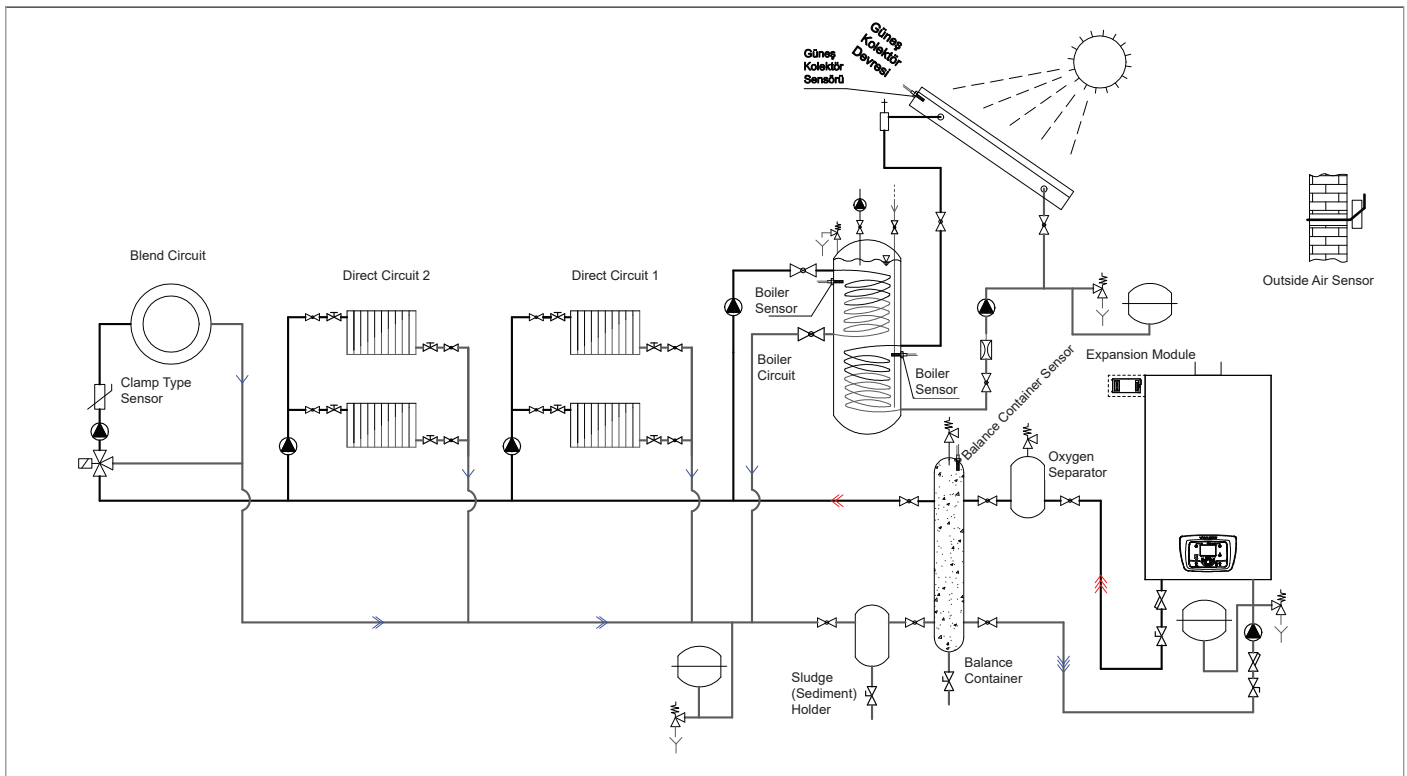 Güneş
Kolektör
Devresi
Güneş
Kolektör
Sensörü
Blend Circuit
Direct Circuit 2
Direct Circuit 1
Outside Air Sensor
Boiler
Sensor
Boiler
Circuit
Boiler
Sensor
Clamp Type
Sensor
Expansion Module
Balance Container Sensor
Oxygen
Separator
Sludge
(Sediment)
Holder
Balance
Container